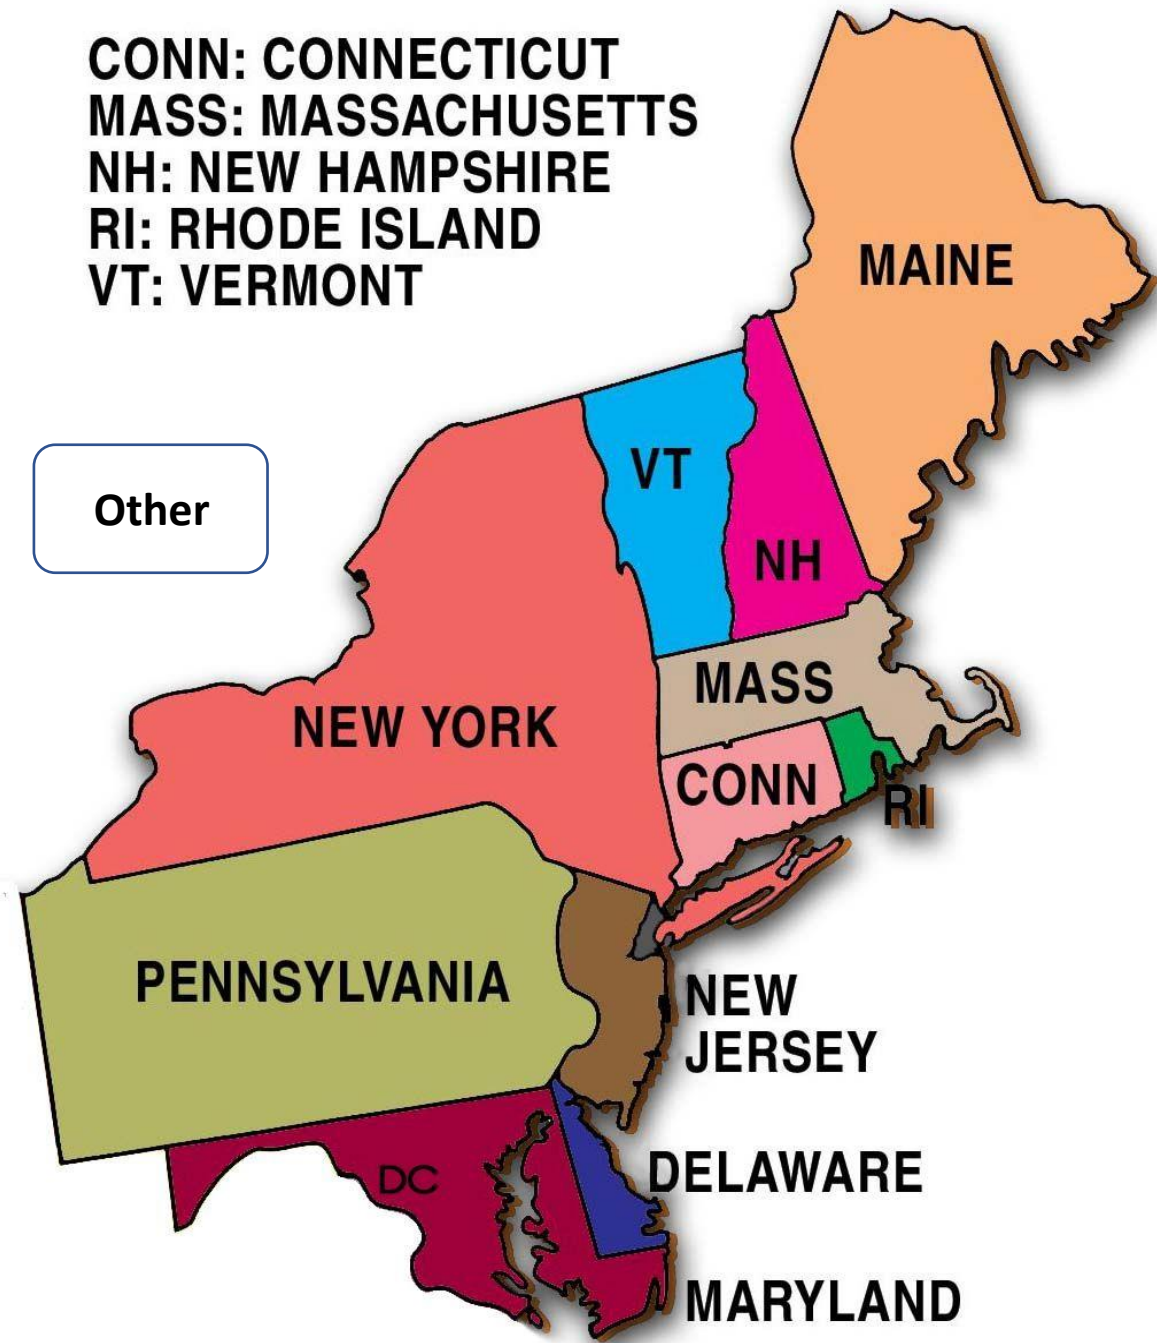 CONN: CONNECTICUT
MASS: MASSACHUSETTS
NH: NEW HAMPSHIRE
RI: RHODE ISLAND
VT: VERMONT
MAINE
VT
Other
NH
MASS
NEW YORK
CONN
RI
PENNSYLVANIA
NEW
JERSEY
DC
DELAWARE
MARYLAND